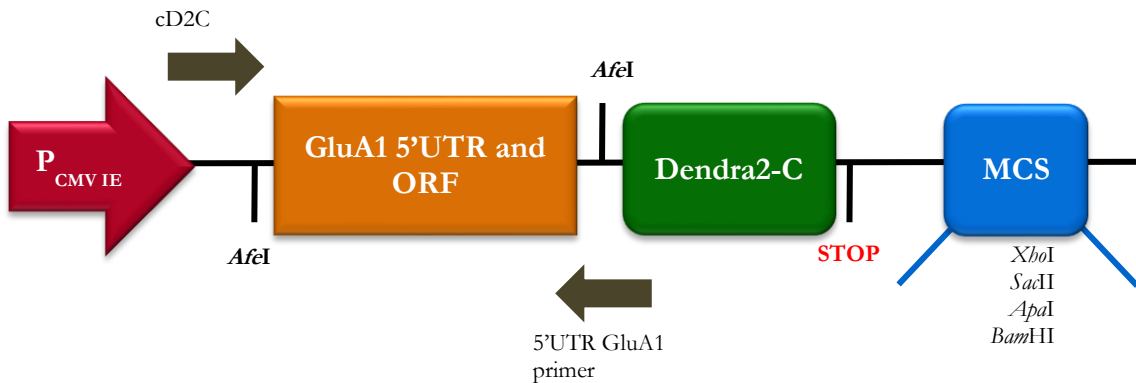 cD2C
AfeI
P CMV IE
GluA1 5'UTR and
ORF
Dendra2-C
MCS
AfeI
STOP
XhoI
SacII
ApaI
BamHI
5'UTR GluA1
primer